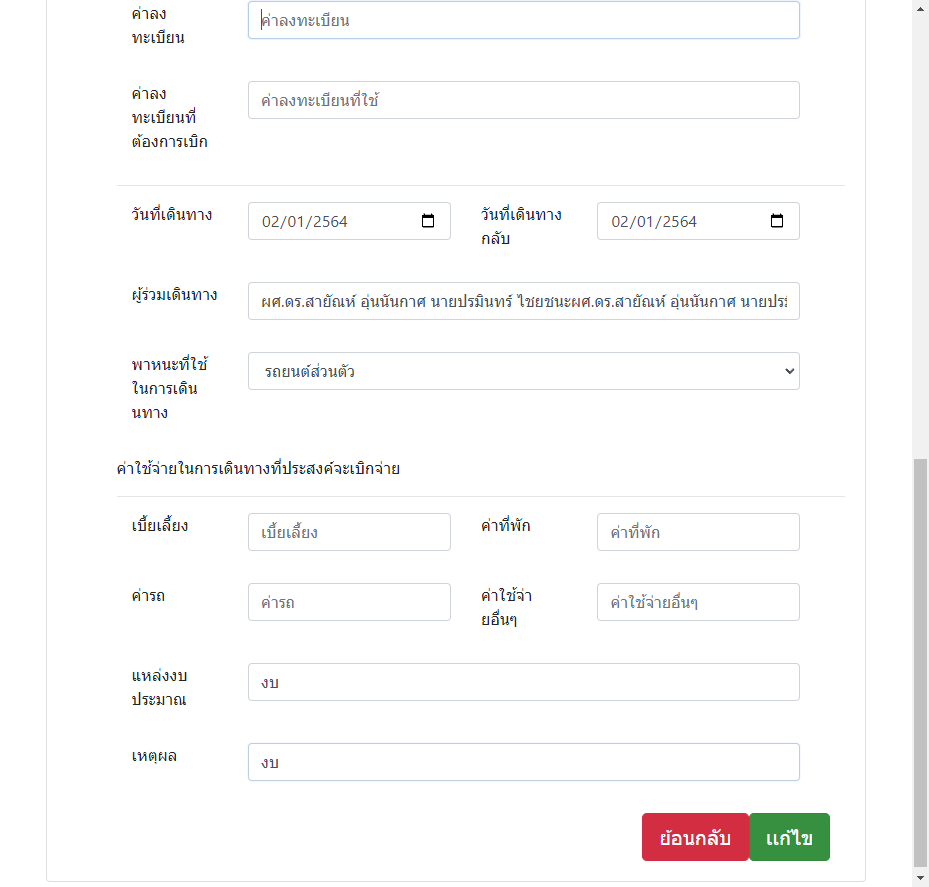 ค่าลง
ทะเบียน
ค่าลงทะเบียน
ค่าลง
ทะเบียนที่
ต้องการเบิก
ค่าลงทะเบียนที่ใช้
วันที่เดินทาง
02/01/2564
วันที่เดินทาง
กลับ
02/01/2564
ผู้ร่วมเดินทาง
ผศ.ดร.สายัณห์ อุ่นนันกาศ นายปรมินทร์ ไชยชนะผศ.ดร.สายัณห์ อุ่นนันกาศ นายปรมิ
พาหนะที่ใช้
ในการเดิน
นทาง
รถยนต์ส่วนตัว
ค่าใช้จ่ายในการเดินทางที่ประสงค์จะเบิกจ่าย
เบี้ยเลี้ยง
เบี้ยเลี้ยง
ค่าที่พัก
ค่าที่พัก
ค่ารถ
ค่ารถ
ค่าใช้จ่า
ยอื่นๆ
ค่าใช้จ่ายอื่นๆ
แหล่งงบ
ประมาณ
งบ
เหตุผล
งบ
ย้อนกลับ
แก้ไข